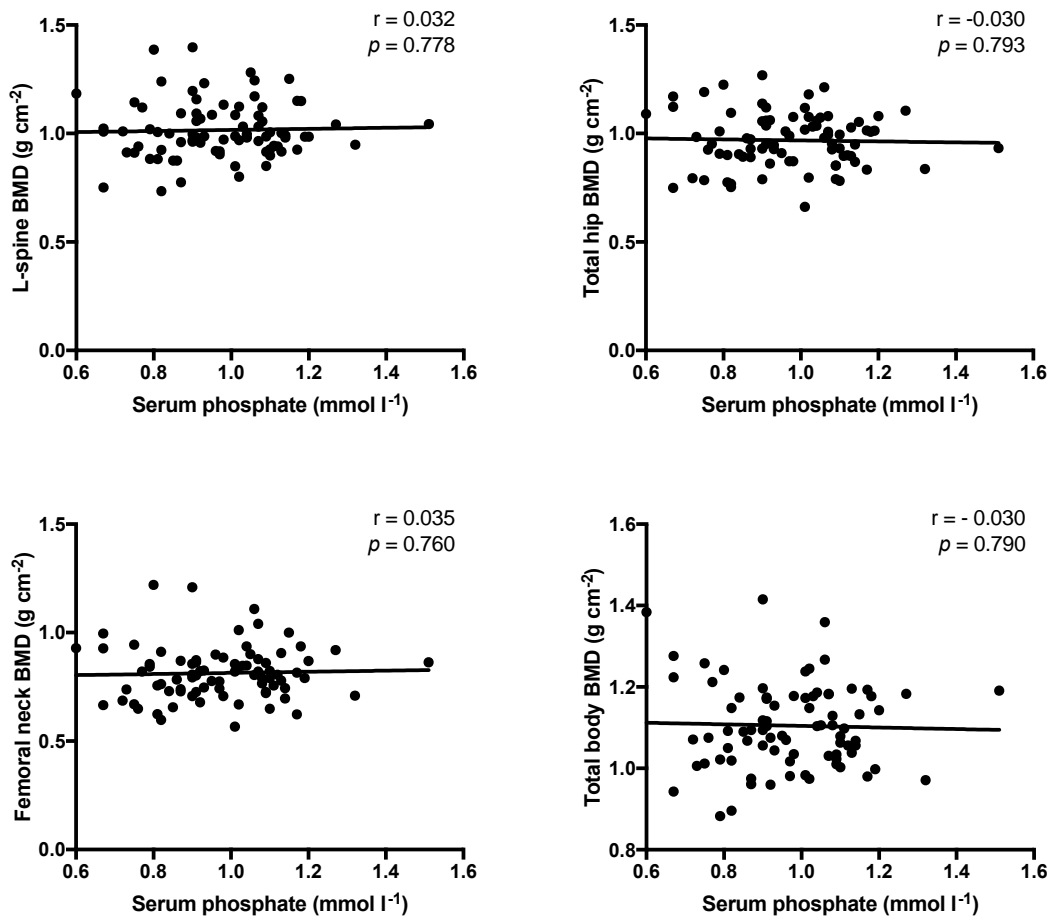 r = 0.032
p = 0.778
L-spine BMD (g cm-2)
1.5
1.0
0.5
0.0
0.6 0.8 1.0 1.2 1.4 1.6
Serum phosphate (mmol l-1)
r = -0.030
p = 0.793
Total hip BMD (g cm-2)
1.5
1.0
0.5
0.0
0.6 0.8 1.0 1.2 1.4 1.6
Serum phosphate (mmol l-1)
r = 0.035
p = 0.760
Femoral neck BMD (g cm-2)
1.5
1.0
0.5
0.0
0.6 0.8 1.0 1.2 1.4 1.6
Serum phosphate (mmol l-1)
r = - 0.030
p = 0.790
Total body BMD (g cm-2)
1.6
1.4
1.2
1.0
0.8
0.6 0.8 1.0 1.2 1.4 1.6
Serum phosphate (mmol l-1)